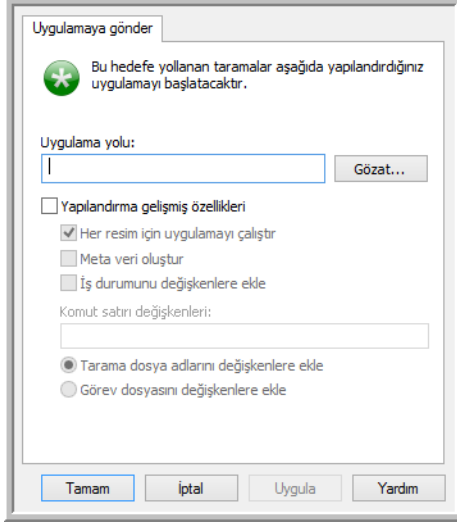 Uygulamaya gönder
Bu hedefe yollanan taramalar aşağıda yapılandırdığınız
uygulamayı başlatacaktır.
Uygulama yolu:
Gözat...
Yapılandırma gelişmiş özellikleri
Her resim için uygulamayı çalıştır
Meta veri oluştur
İş durumunu değişkenlere ekle
Komut satırı değişkenleri:
Tarama dosya adlarını değişkenlere ekle
Görev dosyasını değişkenlere ekle
Tamam İptal Uygula Yardım